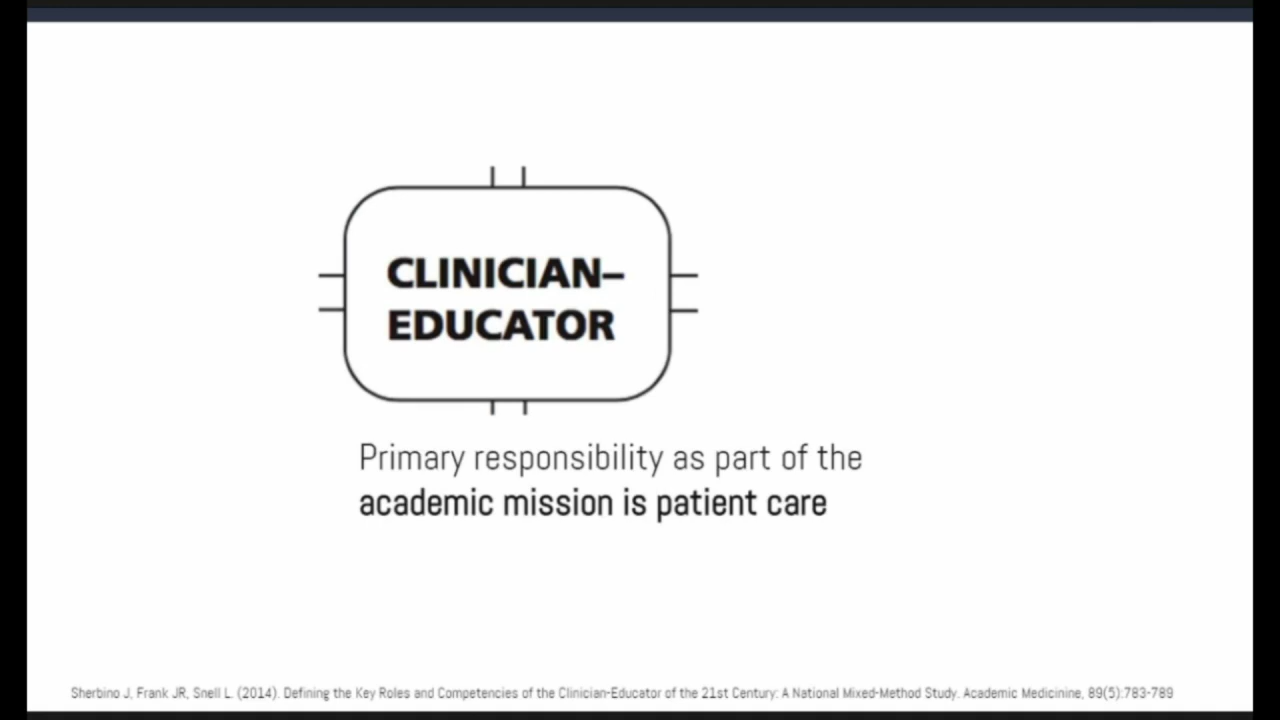 CLINICIAN–
EDUCATOR
Primary responsibility as part of the
academic mission is patient care
Sherbino J, Frank JR, Snell L. (2014). Defining the Key Roles and Competencies of the Clinician-Educator of the 21st Century: A National Mixed-Method Study. Academic Medicinine, 89(5):783-789